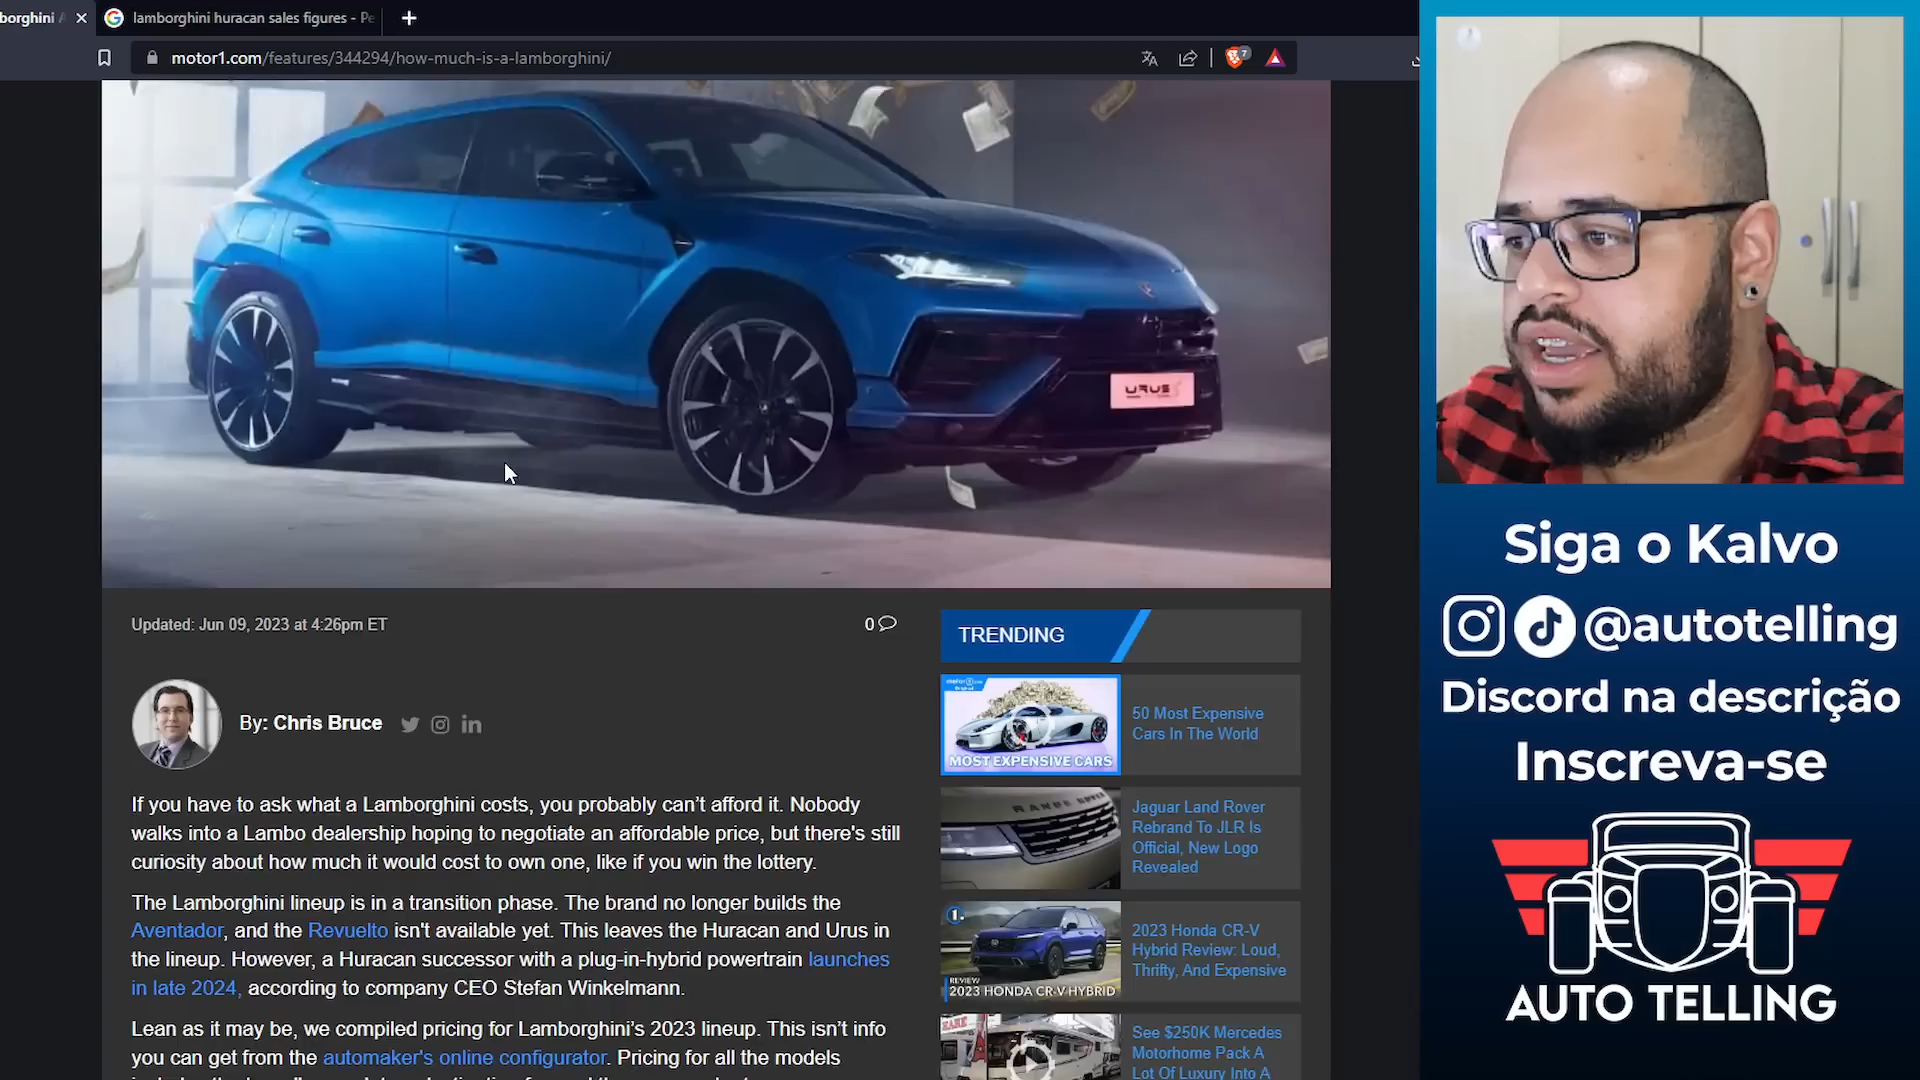 borghini
lamborghini huracan sales figures - Pe
motor1.com/features/344294/how-much-is-a-lamborghini/
7
URUS S
Updated: Jun 09, 2023 at 4:26pm ET
0
By: Chris Bruce
If you have to ask what a Lamborghini costs, you probably can't afford it. Nobody
walks into a Lambo dealership hoping to negotiate an affordable price, but there's still
curiosity about how much it would cost to own one, like if you win the lottery.
The Lamborghini lineup is in a transition phase. The brand no longer builds the
Aventador, and the Revuelto isn't available yet. This leaves the Huracan and Urus in
the lineup. However, a Huracan successor with a plug-in-hybrid powertrain launches
in late 2024, according to company CEO Stefan Winkelmann.
Lean as it may be, we compiled pricing for Lamborghini's 2023 lineup. This isn't info
you can get from the automaker's online configurator. Pricing for all the models
TRENDING
MOST EXPENSIVE CARS
50 Most Expensive
Cars In The World
RANGE ROVER
Jaguar Land Rover
Rebrand To JLR Is
Official, New Logo
Revealed
1.
REVIEW
2023 HONDA CR-V HYBRID
2023 Honda CR-V
Hybrid Review: Loud,
Thrifty, And Expensive
See $250K Mercedes
Motorhome Pack A
Lot Of Luxury Into A
Siga o Kalvo
@autotelling
Discord na descrição
Inscreva-se
AUTO TELLING